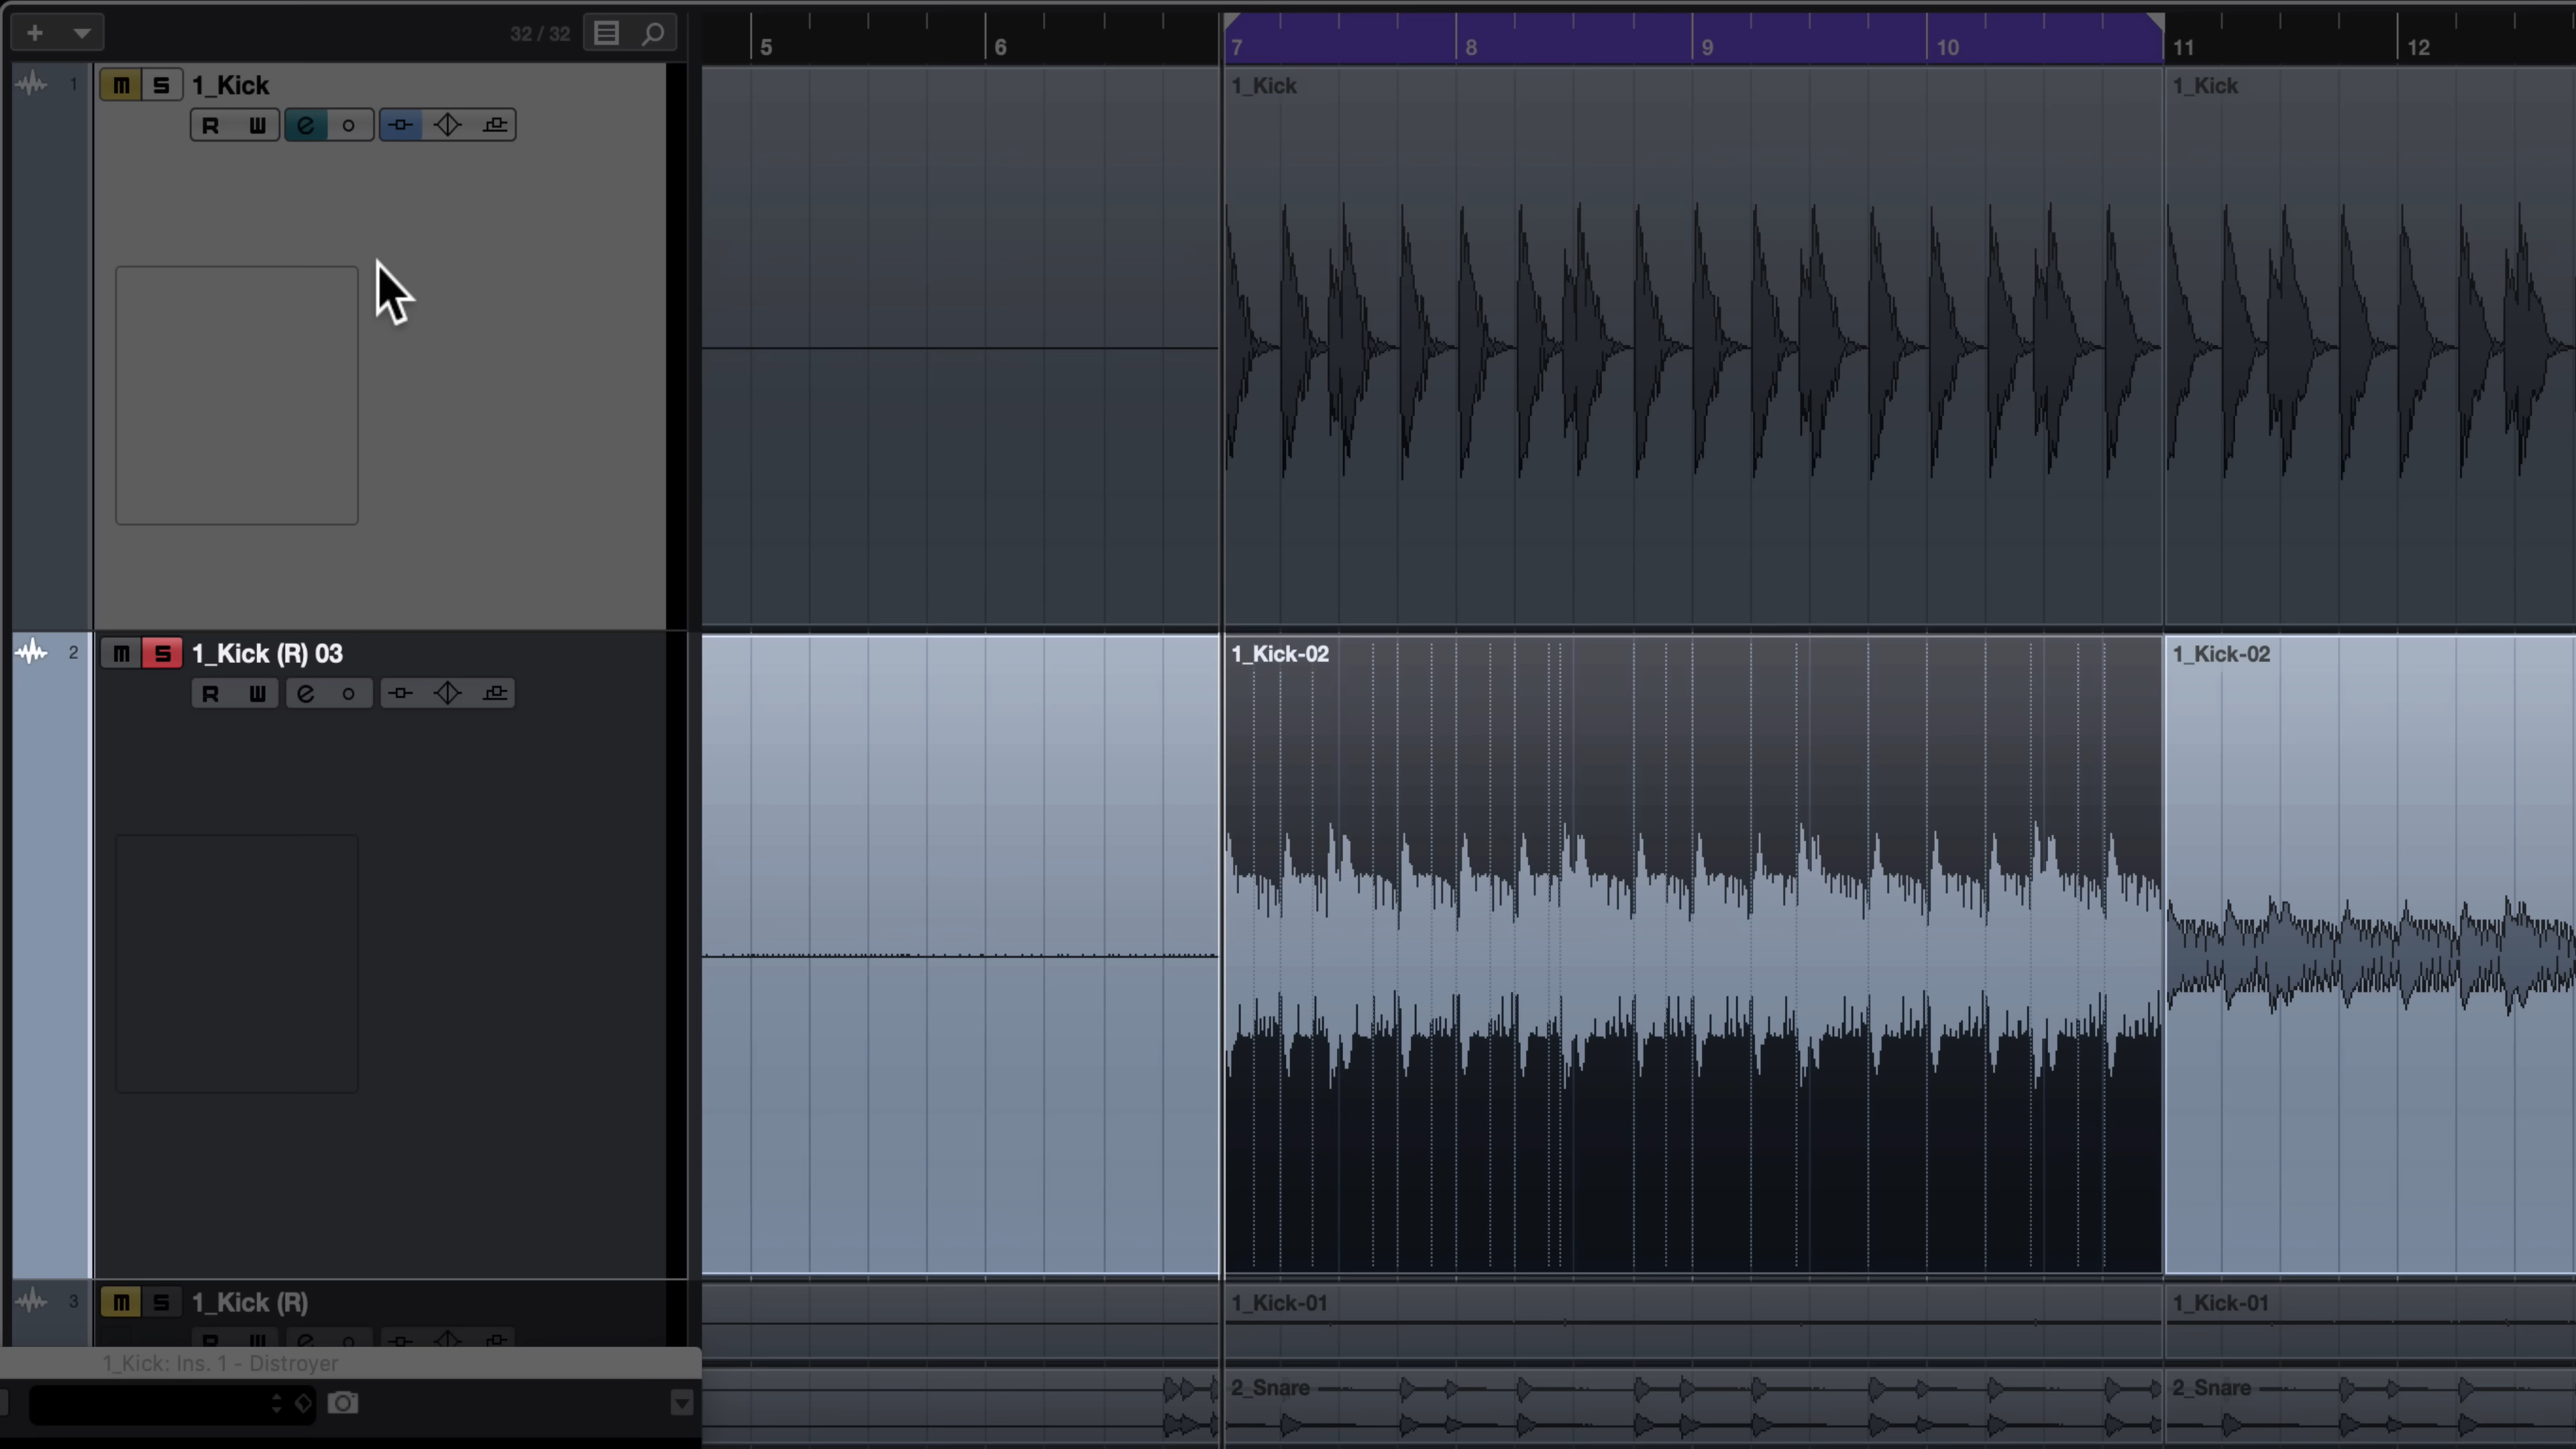 32 / 32
5 6 7 8 9 10 11 12
1 m S 1_Kick
R W e
1_Kick 1_Kick
2 m S 1_Kick (R) 03
R W e
1_Kick-02 1_Kick-02
3 m S 1_Kick (R)
R W e
1_Kick-01 1_Kick-01
1_Kick: Ins. 1 - Distroyer
2_Snare 2_Snare